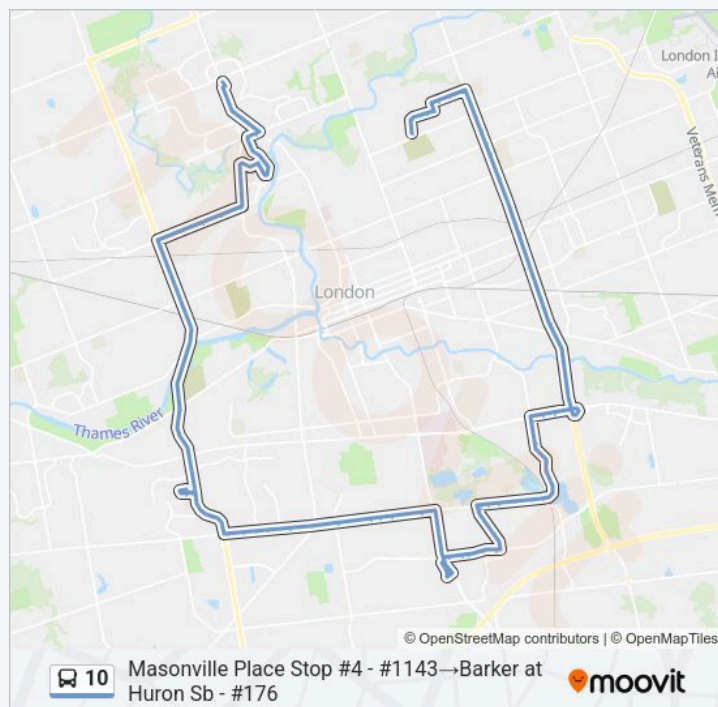 London I
Ai
Veterans Mem
London
Thames River
© OpenStreetMap contributors | © OpenMapTiles
10
Masonville Place Stop #4 - #1143→Barker at
Huron Sb - #176
moovit